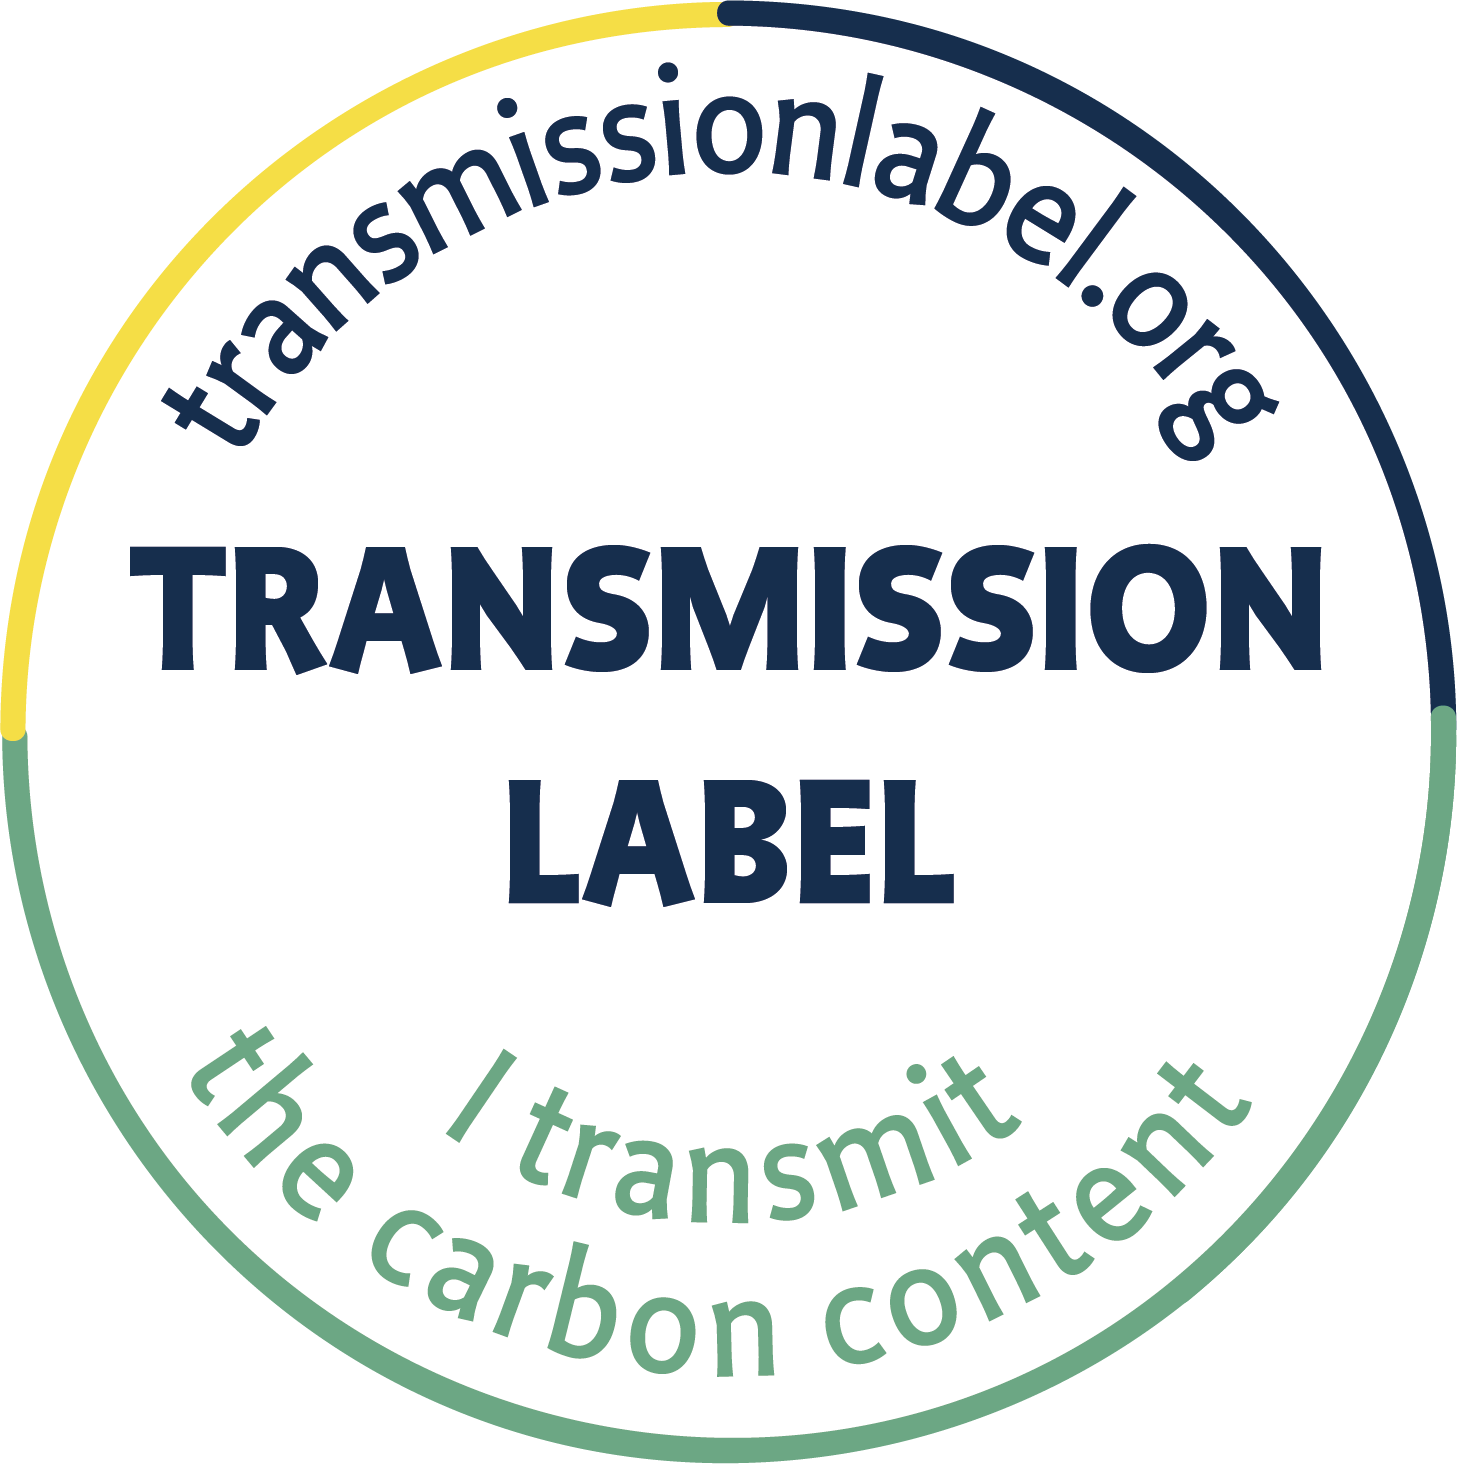 transmissionlabel.org
TRANSMISSION
LABEL
I transmit
the carbon content